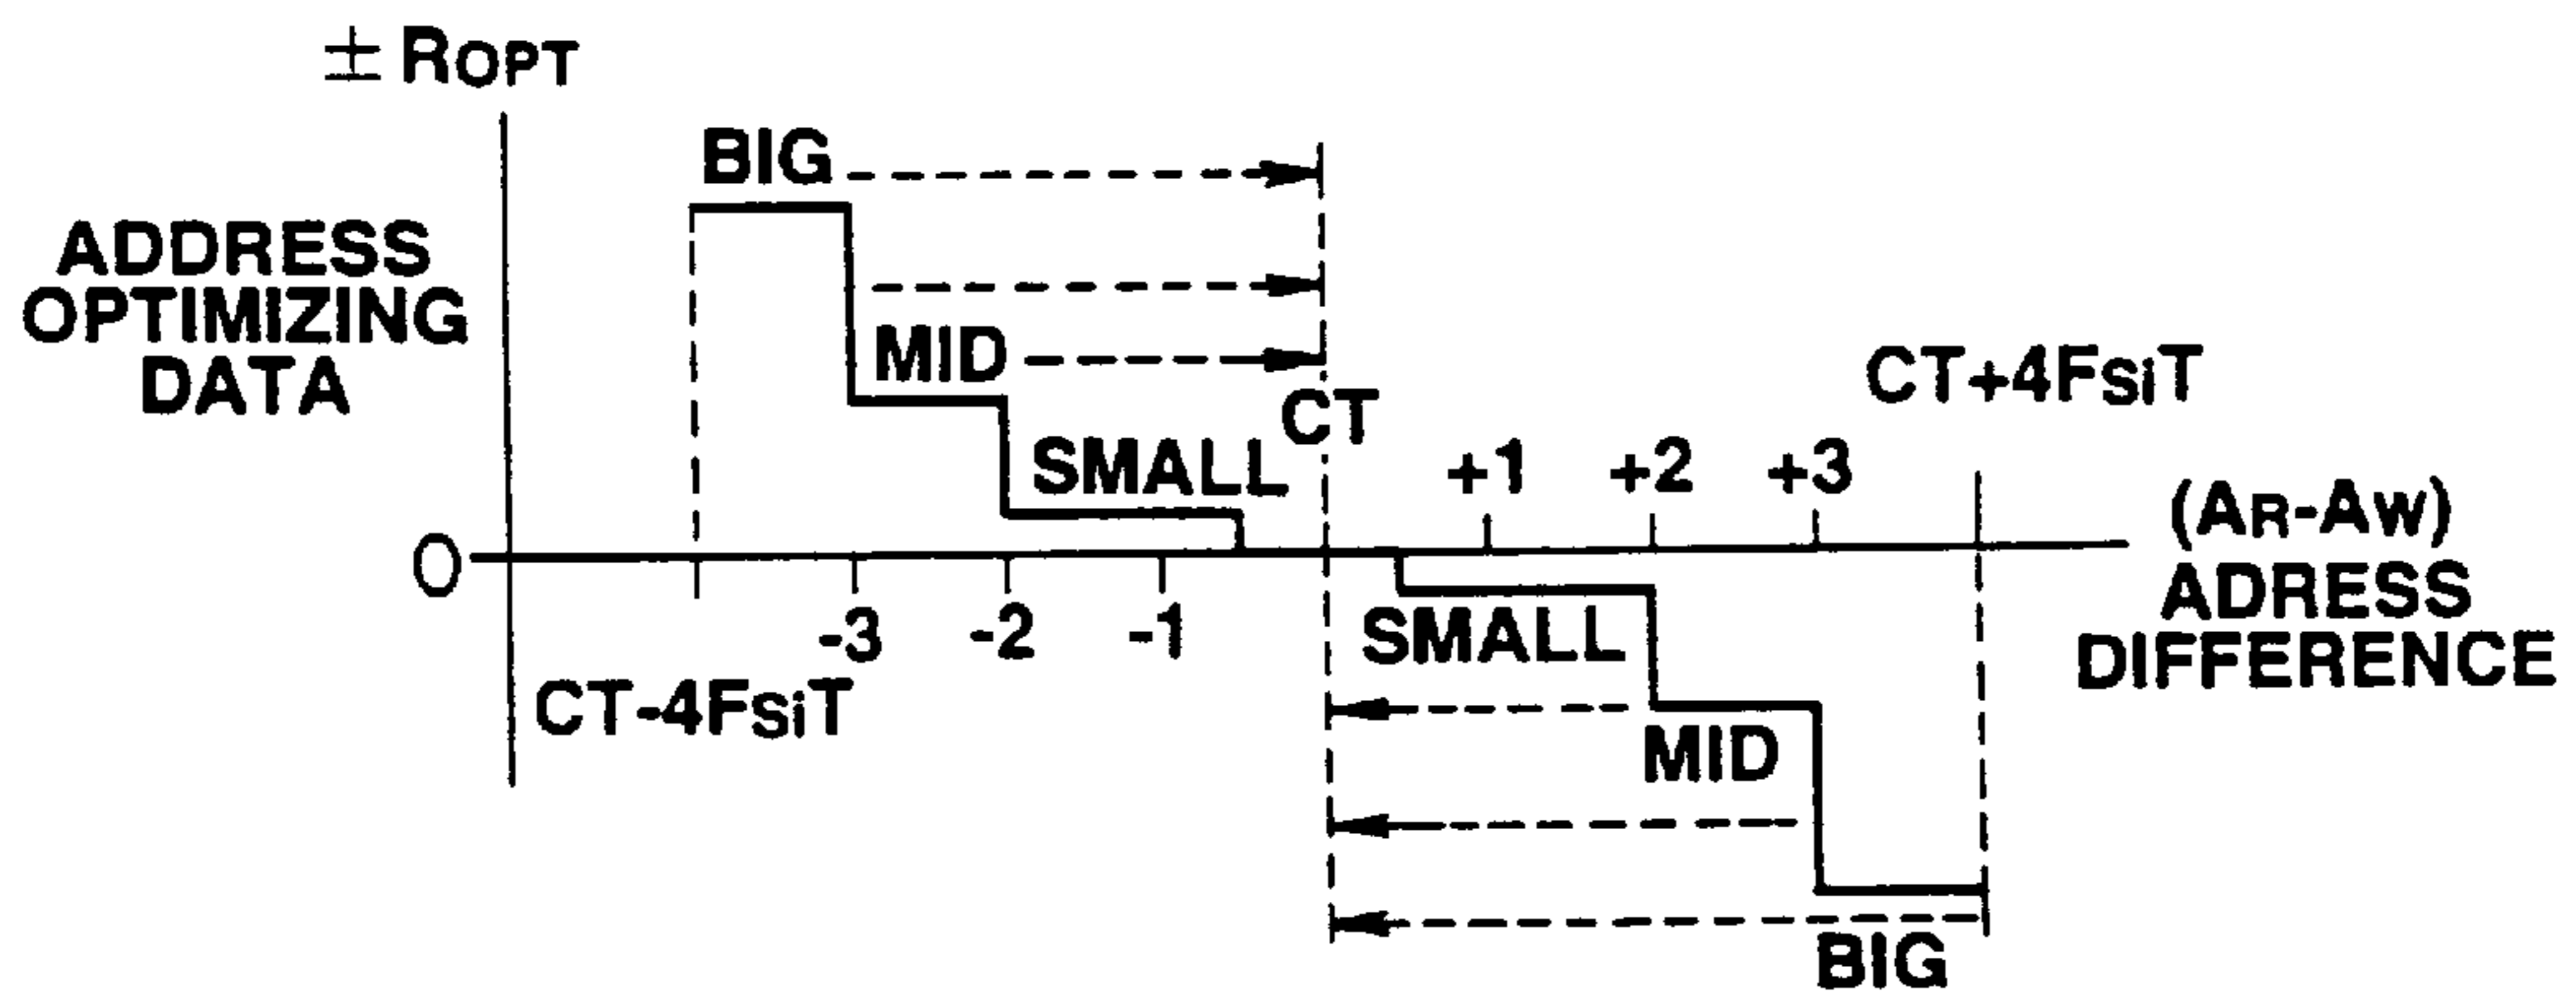 ± ROPT
BIG
ADDRESS
OPTIMIZING
DATA
MID
CT
CT+4FSiT
SMALL
+1 +2 +3
(AR-AW)
ADRESS
DIFFERENCE
0
-3 -2 -1
SMALL
CT-4FSiT
MID
BIG